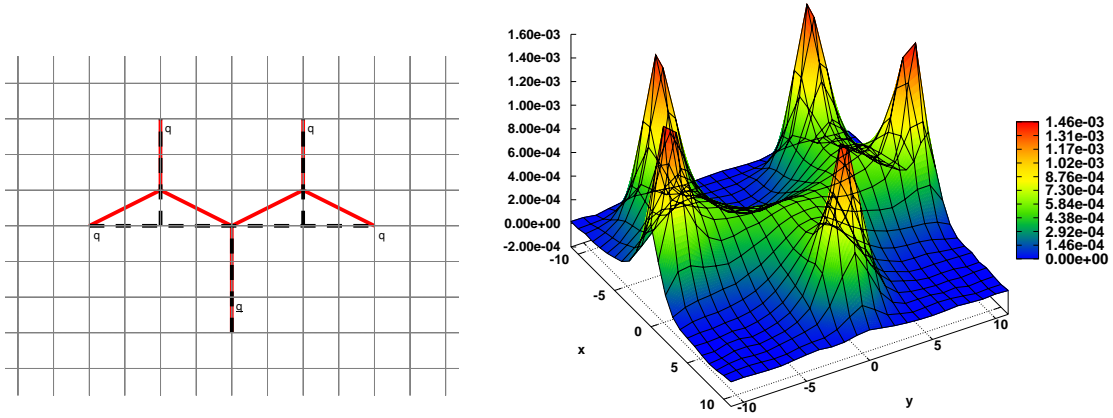 q
q
q
q
q
1.60e-03
1.40e-03
1.20e-03
1.00e-03
8.00e-04
6.00e-04
4.00e-04
2.00e-04
0.00e+00
-2.00e-04
-10
-5
0
5
10
x
-10
-5
0
5
10
y
1.46e-03
1.31e-03
1.17e-03
1.02e-03
8.76e-04
7.30e-04
5.84e-04
4.38e-04
2.92e-04
1.46e-04
0.00e+00